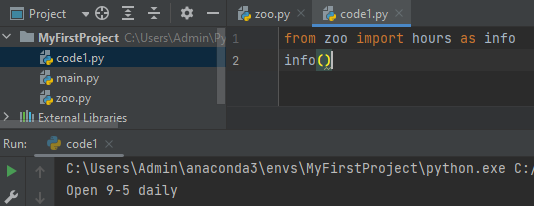 Project
zoo.py
code1.py
MyFirstProject C:\Users\Admin\Py
code1.py
main.py
zoo.py
External Libraries
1 from zoo import hours as info
2 info()
Run: code1
C:\Users\Admin\anaconda3\envs\MyFirstProject\python.exe C:/
Open 9-5 daily